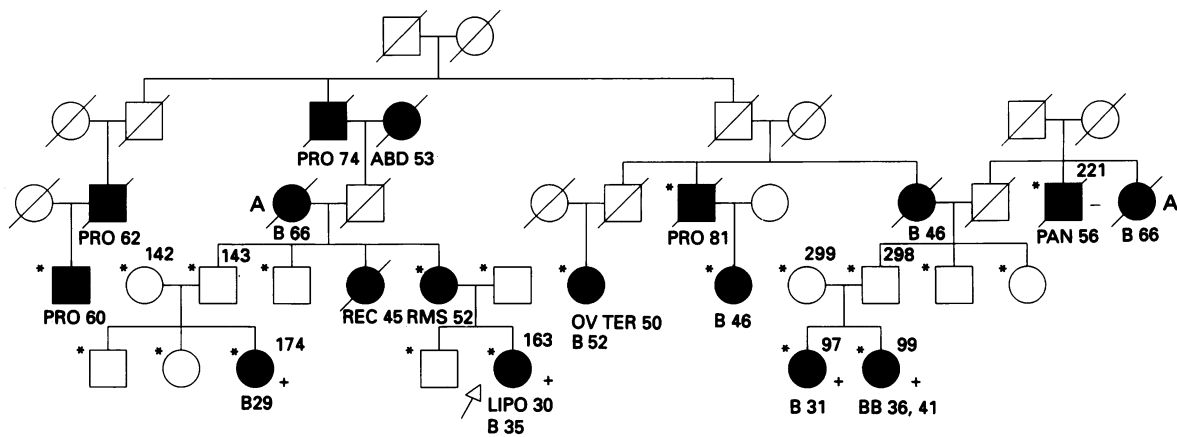 PRO 74 ABD 53
221
* –
A A
PRO 62 B 66 PRO 81 B 46 PAN 56 B 66
142 143 299 298
* * * * * * * * * * * *
PRO 60 REC 45 RMS 52 OV TER 50 B 46
B 52
174 163 97 99
* * * * * *
+ + + +
B29 LIPO 30 B 31 BB 36, 41
B 35